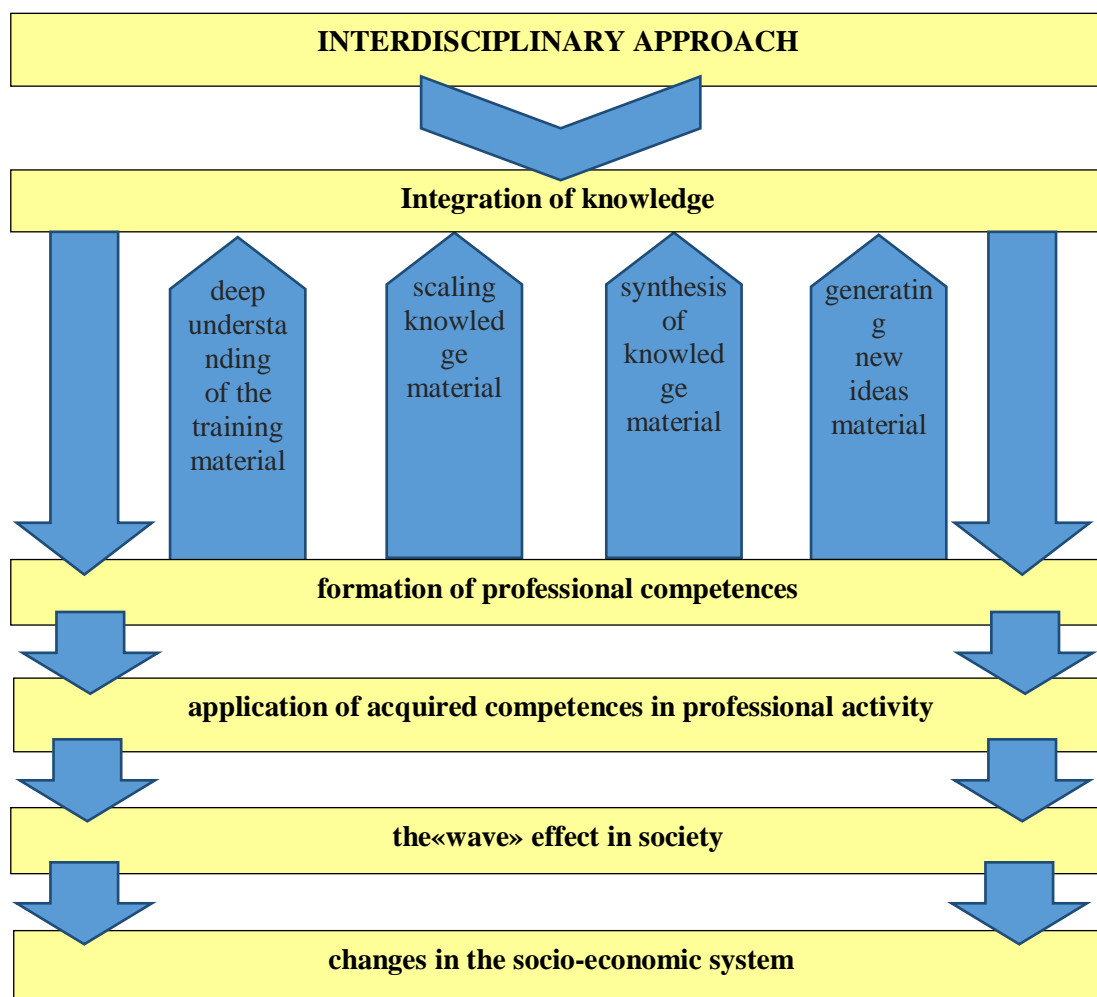 INTERDISCIPLINARY APPROACH
Integration of knowledge
deep
understa
nding
of the
training
material
scaling
knowled
ge
material
synthesis
of
knowled
ge
material
generatin
g
new
ideas
material
formation of professional competences
application of acquired competences in professional activity
the«wave» effect in society
changes in the socio-economic system